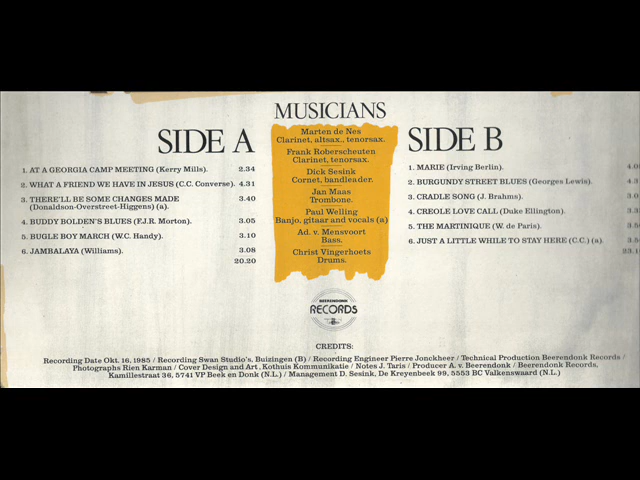 MUSICIANS
SIDE A
1. AT A GEORGIA CAMP MEETING (Kerry Mills). 2.34
2. WHAT A FRIEND WE HAVE IN JESUS (C.C. Converse). 4.31
3. THERE'LL BE SOME CHANGES MADE 3.40
(Donaldson-Overstreet-Higgens) (a).
4. BUDDY BOLDEN'S BLUES (F.J.R. Morton). 3.05
5. BUGLE BOY MARCH (W.C. Handy). 3.10
6. JAMBALAYA (Williams). 3.08
20.20
Marten de Nes
Clarinet, altsax., tenorsax.
Frank Roberscheuten
Clarinet, tenorsax.
Dick Sesink
Cornet, bandleader.
Jan Maas
Trombone.
Paul Welling
Banjo. gitaar and vocals (a)
Ad. v. Mensvoort
Bass.
Christ Vingerhoets
Drums.
SIDE B
1. MARIE (Irving Berlin).
2. BURGUNDY STREET BLUES (Georges Lewis).
3. CRADLE SONG (J. Brahms).
4. CREOLE LOVE CALL (Duke Ellington).
5. THE MARTINIQUE (W. de Paris).
6. JUST A LITTLE WHILE TO STAY HERE (C.C.) (a).
BEERENDONK
RECORDS
CREDITS:
Recording Date Okt. 16, 1985 / Recording Swan Studio's, Buizingen (B) / Recording Engineer Pierre Jonckheer / Technical Production Beerendonk Records /
Photographs Rien Karman / Cover Design and Art, Kothuis Kommunikatie / Notes J. Taris / Producer A. v. Beerendonk / Beerendonk Records,
Kamillestraat 36, 5741 VP Beek en Donk (N.L.) / Management D. Sesink, De Kreyenbeek 99, 5553 BC Valkenswaard (N.L.)